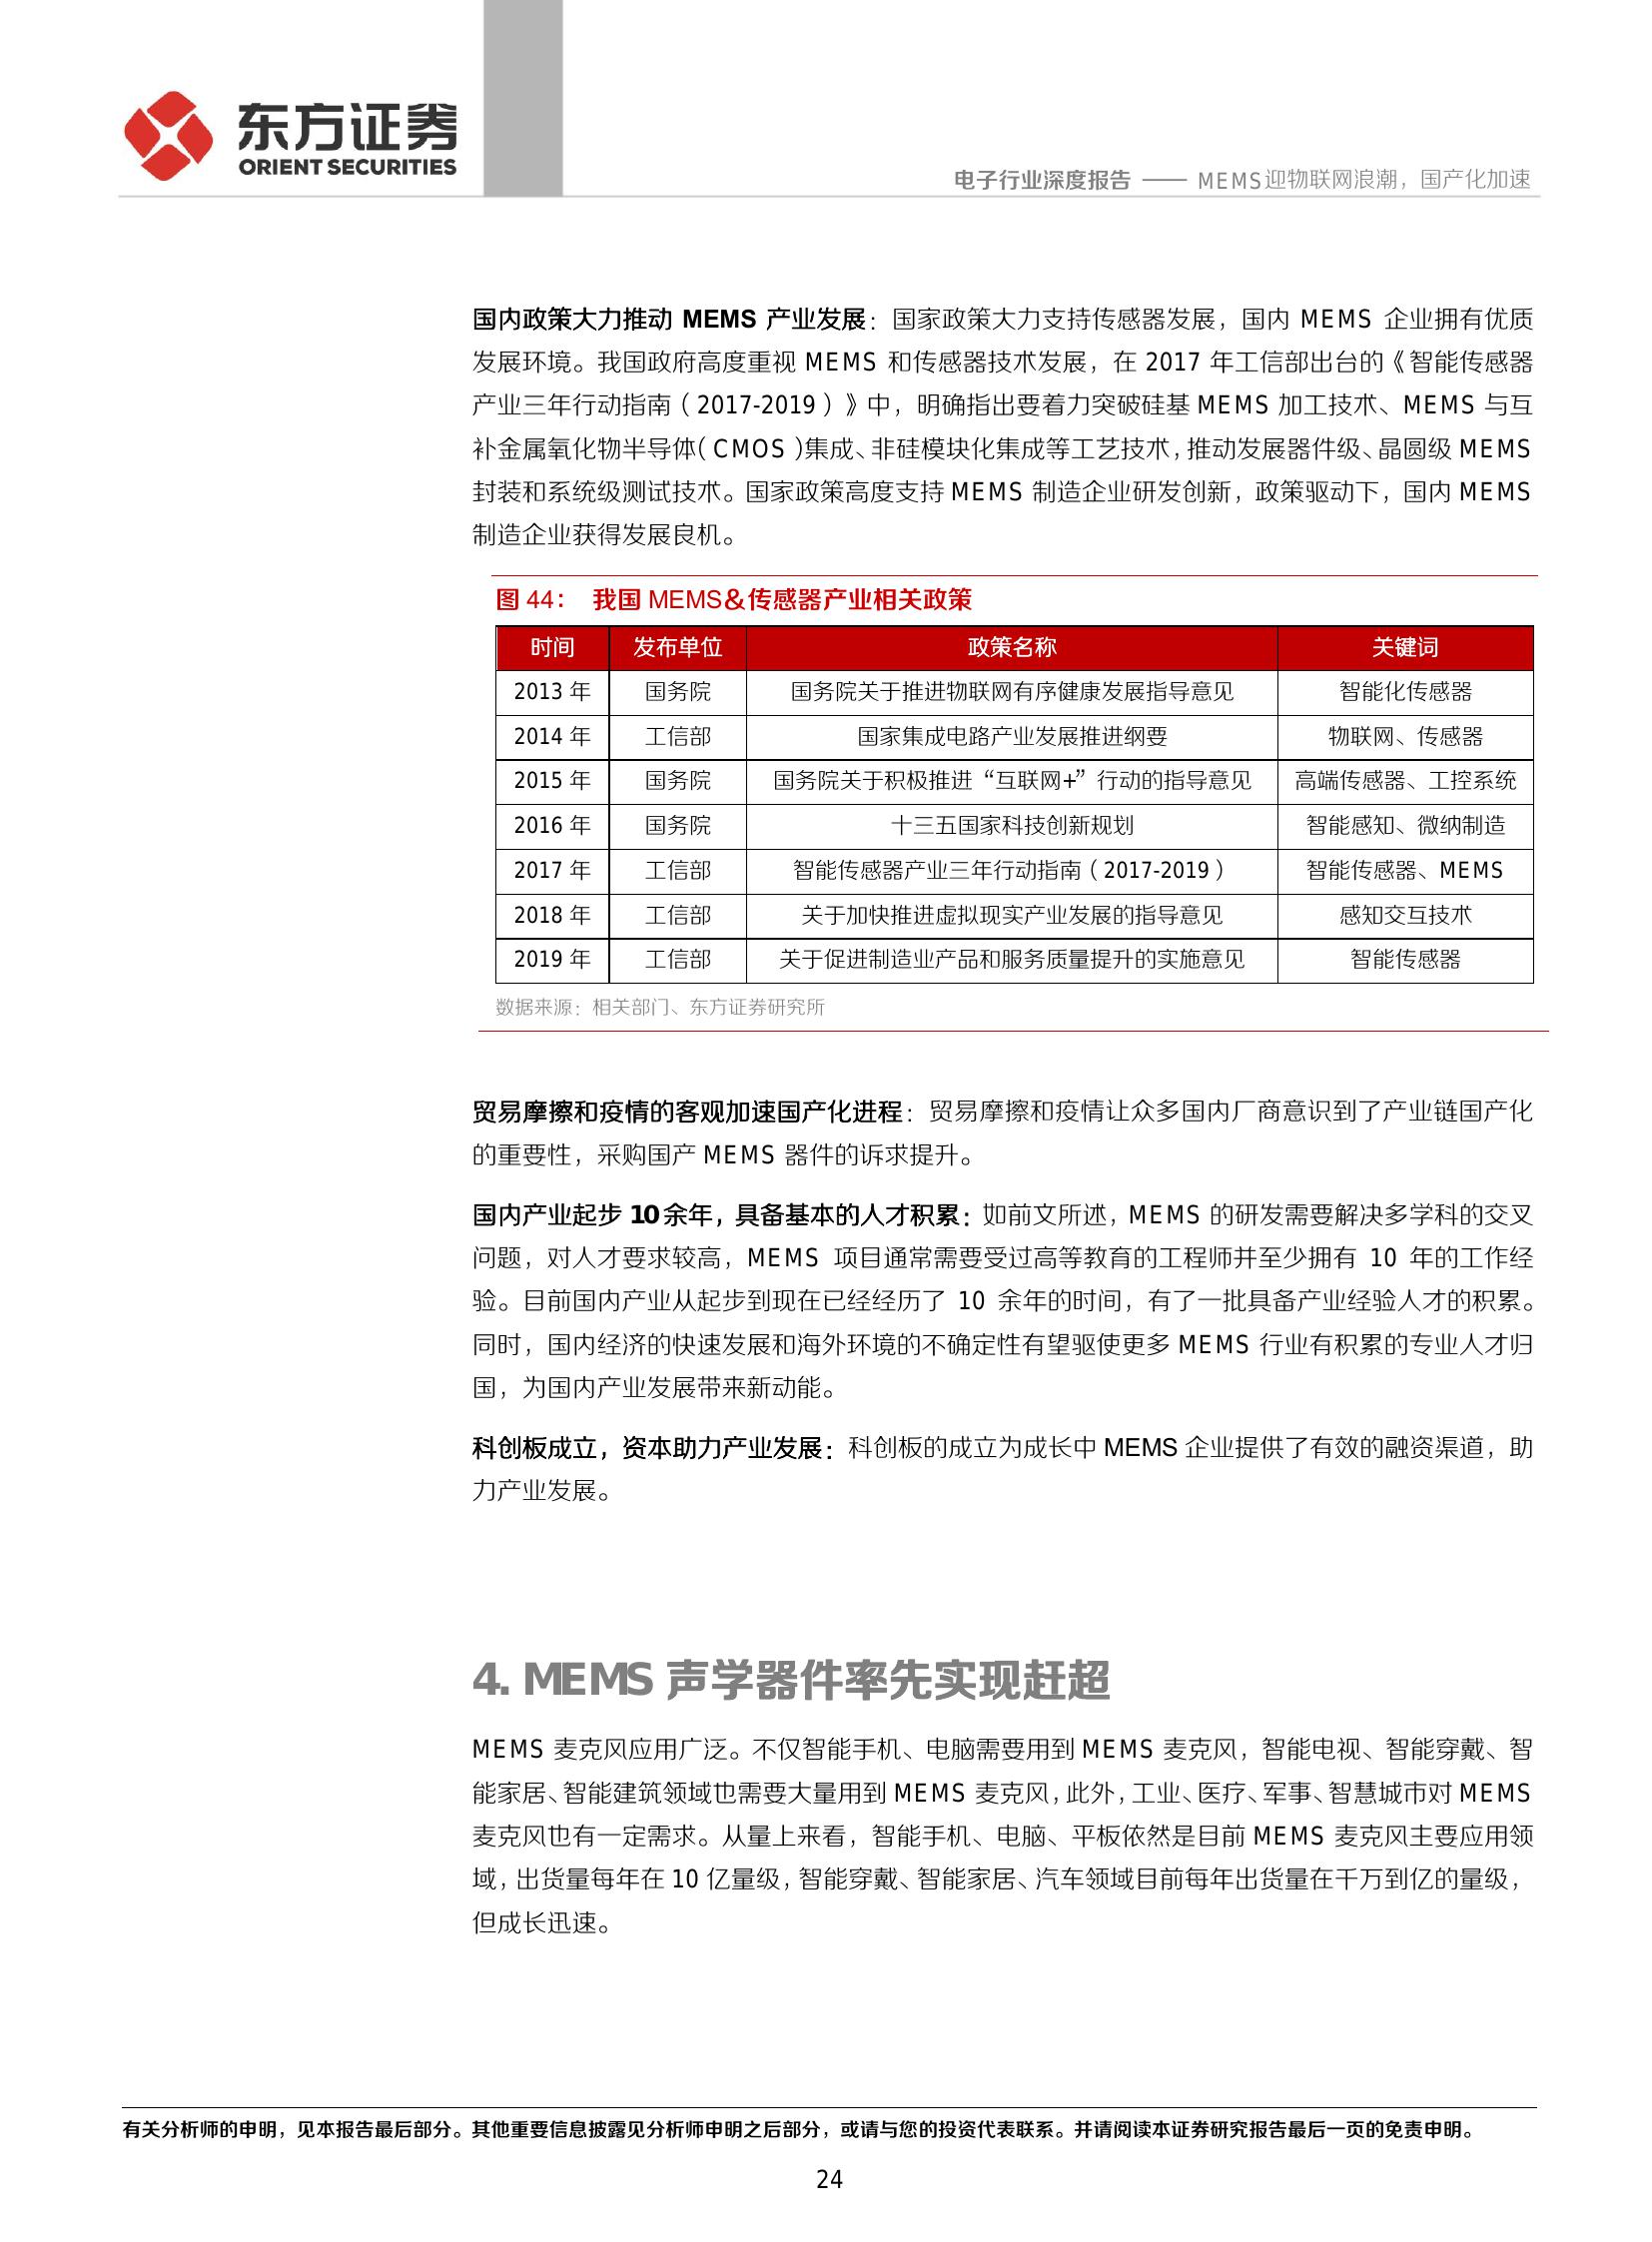 东方证券
ORIENT SECURITIES
电子行业深度报告 —— MEMS迎物联网浪潮，国产化加速
国内政策大力推动 MEMS 产业发展：国家政策大力支持传感器发展，国内 MEMS 企业拥有优质
发展环境。我国政府高度重视 MEMS 和传感器技术发展，在 2017 年工信部出台的《智能传感器
产业三年行动指南（2017-2019）》中，明确指出要着力突破硅基 MEMS 加工技术、MEMS 与互
补金属氧化物半导体（CMOS）集成、非硅模块化集成等工艺技术，推动发展器件级、晶圆级 MEMS
封装和系统级测试技术。国家政策高度支持 MEMS 制造企业研发创新，政策驱动下，国内 MEMS
制造企业获得发展良机。
图 44： 我国 MEMS&传感器产业相关政策
时间 发布单位 政策名称 关键词
2013 年 国务院 国务院关于推进物联网有序健康发展指导意见 智能化传感器
2014 年 工信部 国家集成电路产业发展推进纲要 物联网、传感器
2015 年 国务院 国务院关于积极推进“互联网+”行动的指导意见 高端传感器、工控系统
2016 年 国务院 十三五国家科技创新规划 智能感知、微纳制造
2017 年 工信部 智能传感器产业三年行动指南（2017-2019） 智能传感器、MEMS
2018 年 工信部 关于加快推进虚拟现实产业发展的指导意见 感知交互技术
2019 年 工信部 关于促进制造业产品和服务质量提升的实施意见 智能传感器
数据来源：相关部门、东方证券研究所
贸易摩擦和疫情的客观加速国产化进程：贸易摩擦和疫情让众多国内厂商意识到了产业链国产化
的重要性，采购国产 MEMS 器件的诉求提升。
国内产业起步 10余年，具备基本的人才积累：如前文所述，MEMS 的研发需要解决多学科的交叉
问题，对人才要求较高，MEMS 项目通常需要受过高等教育的工程师并至少拥有 10 年的工作经
验。目前国内产业从起步到现在已经经历了 10 余年的时间，有了一批具备产业经验人才的积累。
同时，国内经济的快速发展和海外环境的不确定性有望驱使更多 MEMS 行业有积累的专业人才归
国，为国内产业发展带来新动能。
科创板成立，资本助力产业发展：科创板的成立为成长中 MEMS 企业提供了有效的融资渠道，助
力产业发展。
4. MEMS 声学器件率先实现赶超
MEMS 麦克风应用广泛。不仅智能手机、电脑需要用到 MEMS 麦克风，智能电视、智能穿戴、智
能家居、智能建筑领域也需要大量用到 MEMS 麦克风，此外，工业、医疗、军事、智慧城市对 MEMS
麦克风也有一定需求。从量上来看，智能手机、电脑、平板依然是目前 MEMS 麦克风主要应用领
域，出货量每年在 10 亿量级，智能穿戴、智能家居、汽车领域目前每年出货量在千万到亿的量级，
但成长迅速。
有关分析师的申明，见本报告最后部分。其他重要信息披露见分析师申明之后部分，或请与您的投资代表联系。并请阅读本证券研究报告最后一页的免责申明。
24